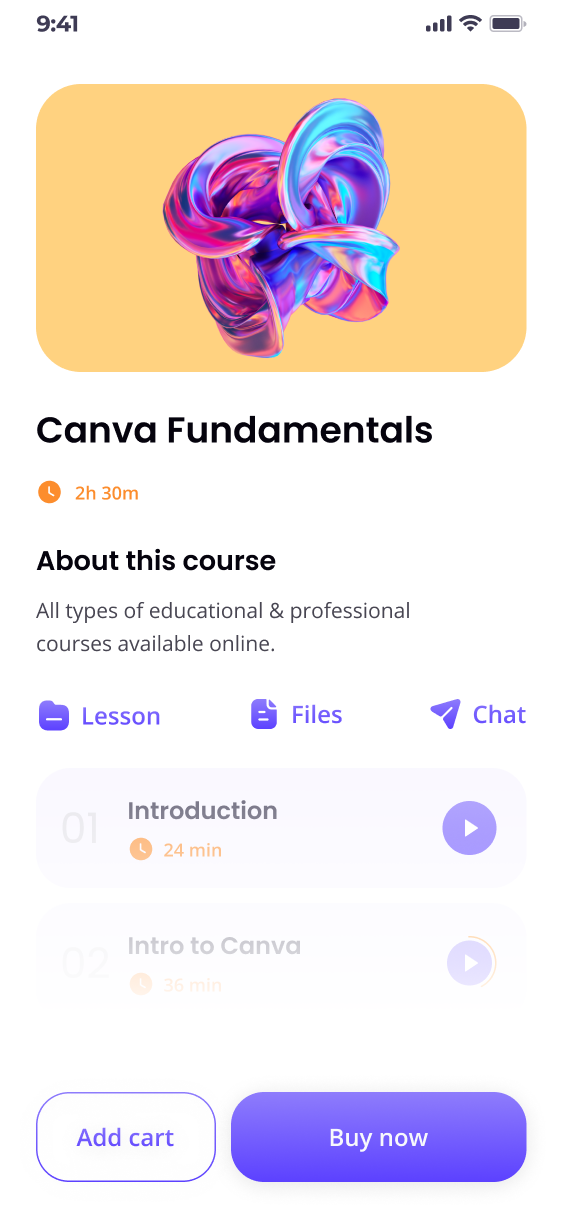 9:41
Canva Fundamentals
2h 30m
About this course
All types of educational & professional
courses available online.
Lesson Files Chat
01 Introduction
24 min
02 Intro to Canva
36 min
Add cart Buy now